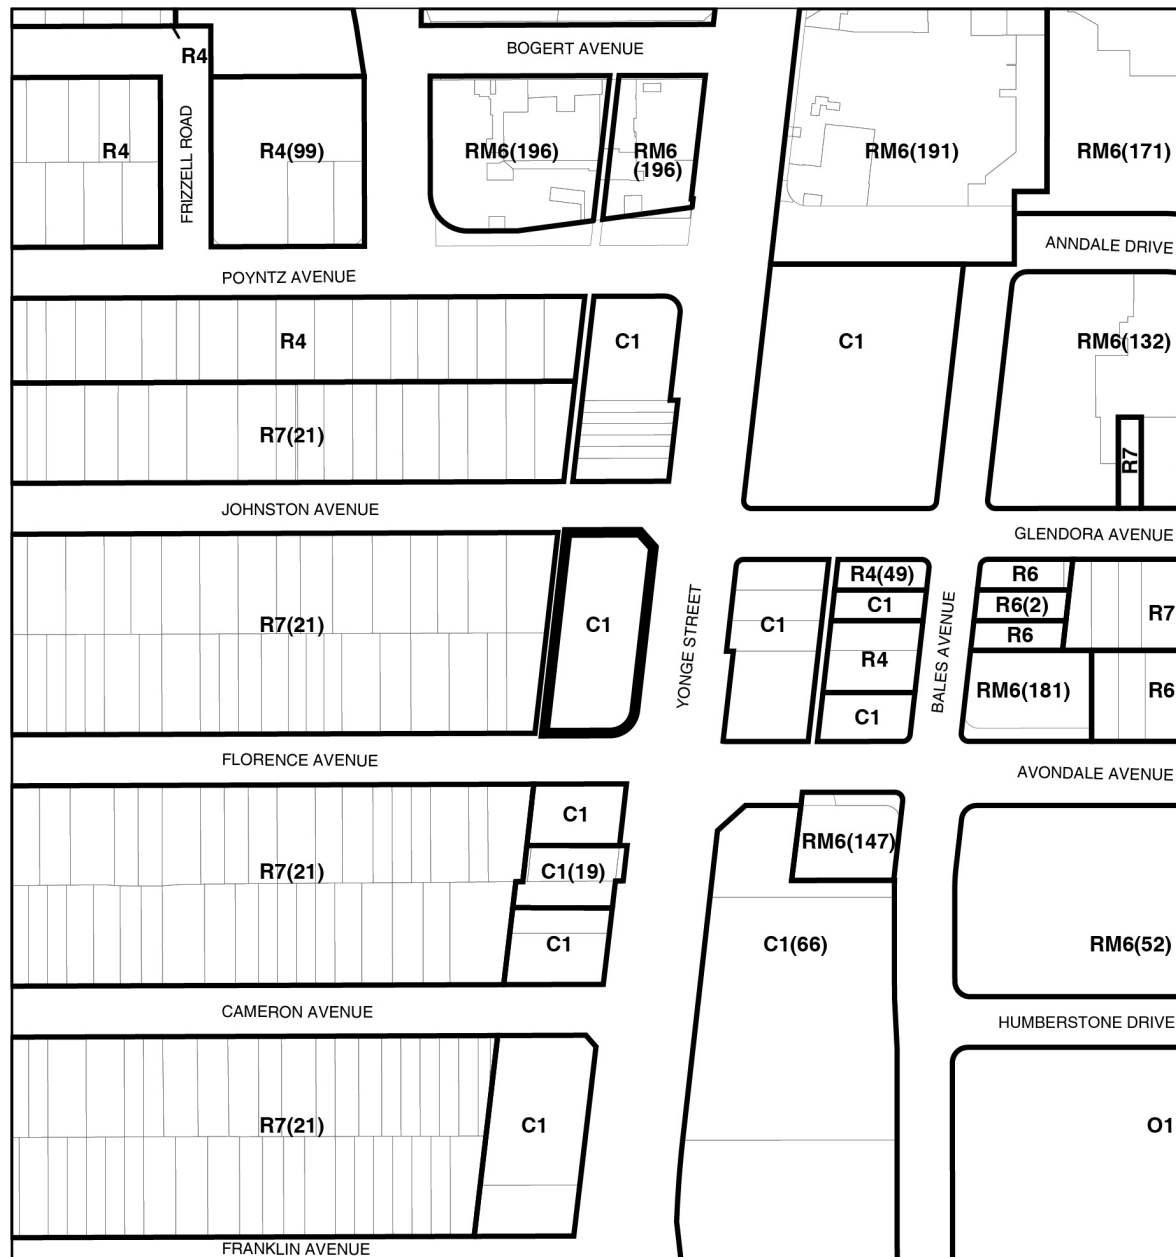 BOGERT AVENUE
R4
R4
FRIZZELL ROAD
R4(99)
RM6(196)
RM6
(196)
RM6(191)
RM6(171)
ANNDALE DRIVE
POYNTZ AVENUE
R4
C1
C1
RM6(132)
R7(21)
R7
JOHNSTON AVENUE
GLENDORA AVENUE
R7(21)
C1
YONGE STREET
C1
R4(49)
C1
R4
C1
BALES AVENUE
R6
R6(2)
R6
R7
RM6(181)
R6
FLORENCE AVENUE
AVONDALE AVENUE
C1
R7(21)
C1(19)
C1
RM6(147)
C1(66)
RM6(52)
CAMERON AVENUE
HUMBERSTONE DRIVE
R7(21)
C1
O1
FRANKLIN AVENUE